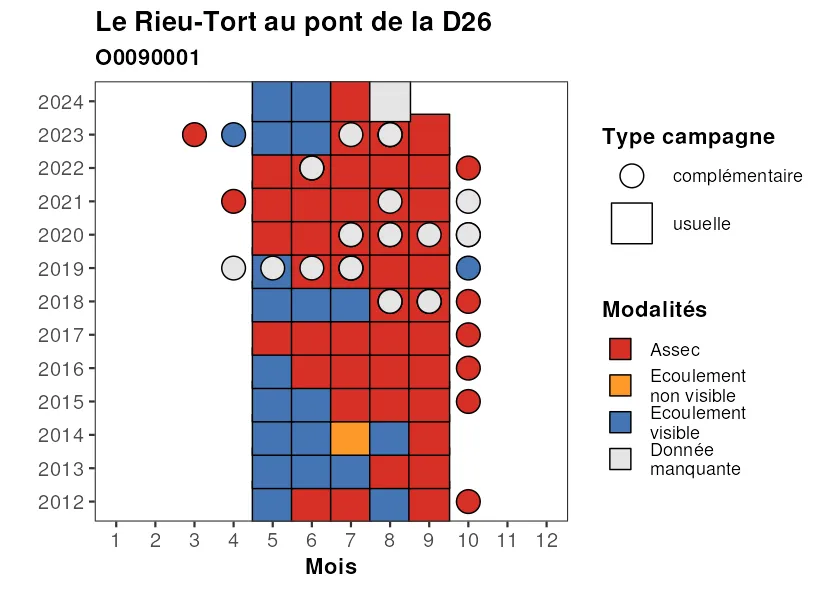 Le Rieu-Tort au pont de la D26
O0090001
2024
2023
2022
2021
2020
2019
2018
2017
2016
2015
2014
2013
2012
1 2 3 4 5 6 7 8 9 10 11 12
Mois
Type campagne
complémentaire
usuelle
Modalités
Assec
Ecoulement
non visible
Ecoulement
visible
Donnée
manquante